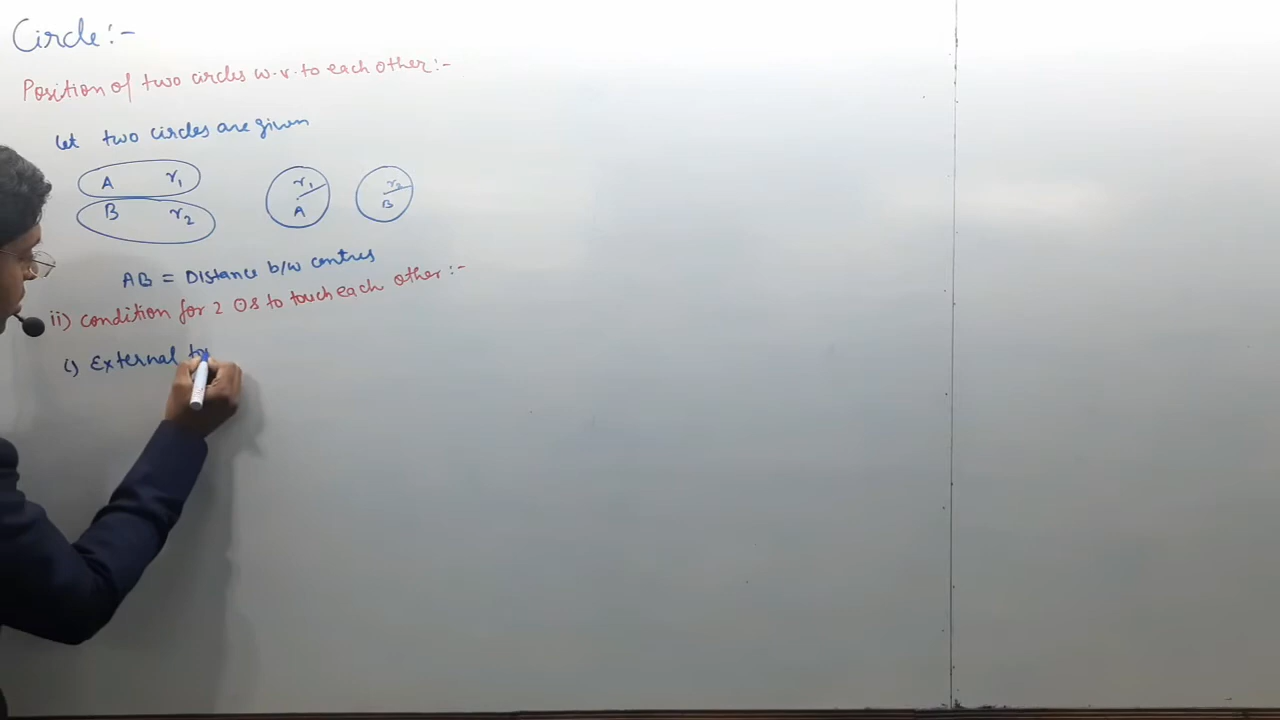 Circle:-
Position of two circles w.r.to each other:-
Let two circles are given
A r₁ r₁ A
B r₂ r₂ B
AB = Distance b/w centres
ii) condition for 2 ⊙s to touch each other:-
(i) External to